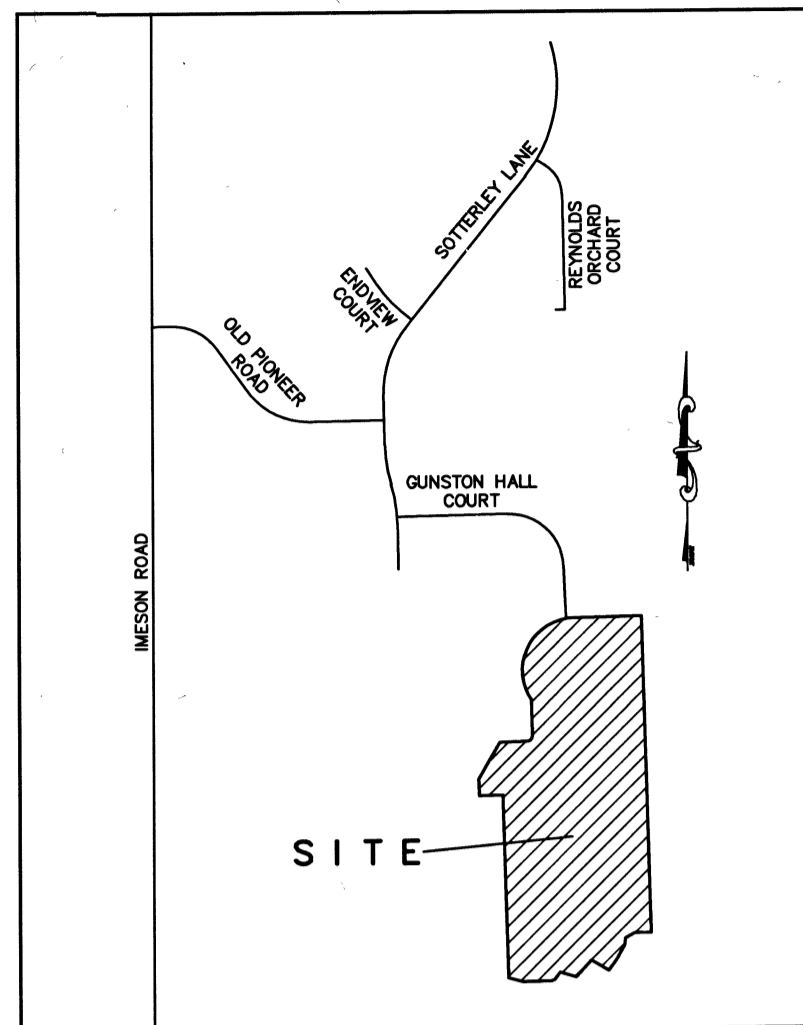 SOTTERLEY LANE
REYNOLDS
ORCHARD
COURT
ENDVIEW
COURT
OLD PIONEER
ROAD
GUNSTON HALL
COURT
IMESON ROAD
SITE